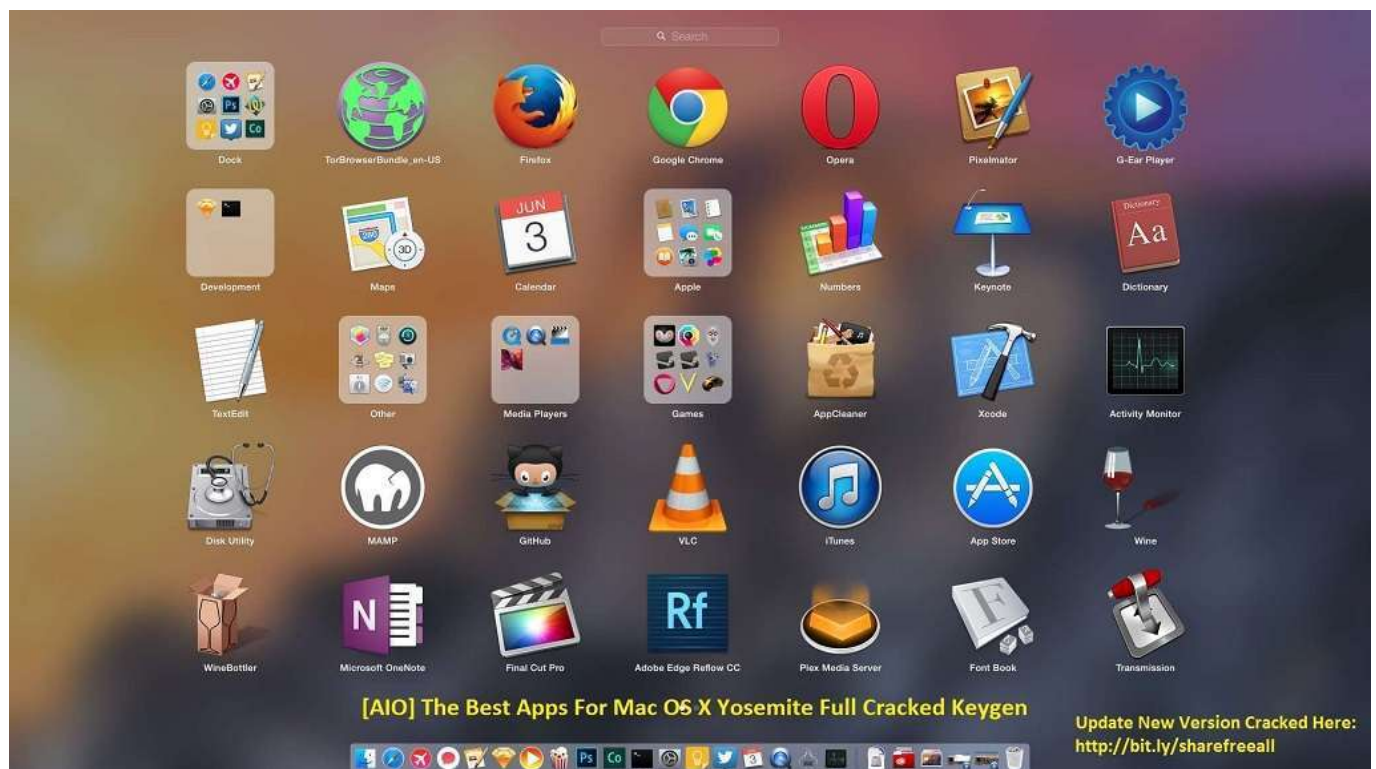 Search
Dock
TorBrowserBundle_en-US
Firefox
Google Chrome
Opera
Pixelmator
G-Ear Player
Development
Maps
JUN
3
Calendar
Apple
Numbers
Keynote
Dictionary
Aa
Dictionary
TextEdit
Other
Media Players
Games
AppCleaner
Xcode
Activity Monitor
Disk Utility
MAMP
GitHub
VLC
iTunes
App Store
Wine
WineBottler
N
Microsoft OneNote
Final Cut Pro
Rf
Adobe Edge Reflow CC
Plex Media Server
F
Font Book
Transmission
[AIO] The Best Apps For Mac OS X Yosemite Full Cracked Keygen
Update New Version Cracked Here:
http://bit.ly/sharefreeall
Ps
Co
3